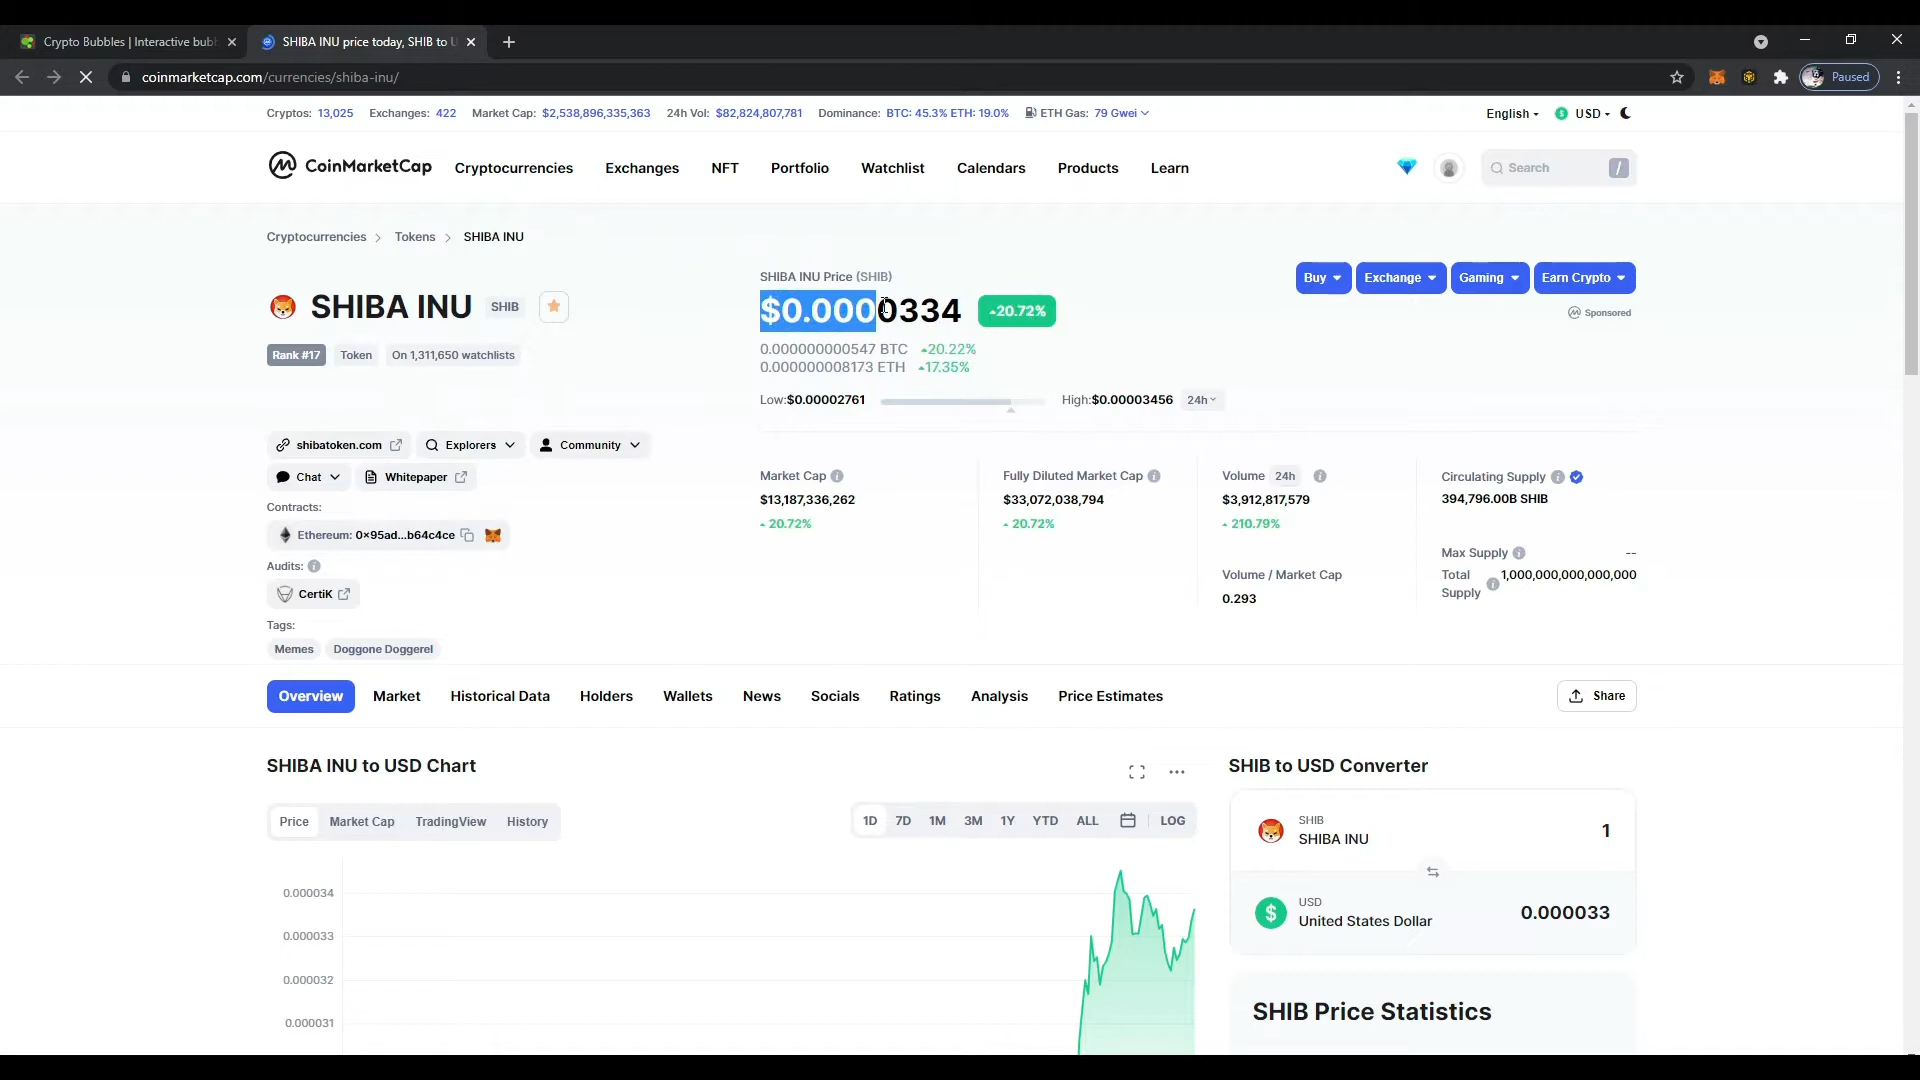 Crypto Bubbles | Interactive bubb
SHIBA INU price today, SHIB to U
coinmarketcap.com/currencies/shiba-inu/
Paused
Cryptos: 13,025 Exchanges: 422 Market Cap: $2,538,896,335,363 24h Vol: $82,824,807,781 Dominance: BTC: 45.3% ETH: 19.0% ETH Gas: 79 Gwei
English USD
CoinMarketCap Cryptocurrencies Exchanges NFT Portfolio Watchlist Calendars Products Learn
Search /
Cryptocurrencies > Tokens > SHIBA INU
SHIBA INU SHIB
Rank #17 Token On 1,311,650 watchlists
shibatoken.com Explorers Community
Chat Whitepaper
Contracts:
Ethereum: 0x95ad...b64c4ce
Audits:
CertiK
Tags:
Memes Doggone Doggerel
SHIBA INU Price (SHIB)
$0.0000334 20.72%
0.000000000547 BTC 20.22%
0.000000008173 ETH 17.35%
Low:$0.00002761 High:$0.00003456 24h
Buy Exchange Gaming Earn Crypto
Sponsored
Market Cap
$13,187,336,262
20.72%
Fully Diluted Market Cap
$33,072,038,794
20.72%
Volume 24h
$3,912,817,579
210.79%
Volume / Market Cap
0.293
Circulating Supply
394,796.00B SHIB
Max Supply --
Total Supply 1,000,000,000,000,000
Overview Market Historical Data Holders Wallets News Socials Ratings Analysis Price Estimates
Share
SHIBA INU to USD Chart
Price Market Cap TradingView History
1D 7D 1M 3M 1Y YTD ALL LOG
0.000034
0.000033
0.000032
0.000031
SHIB to USD Converter
SHIB
SHIBA INU 1
USD
United States Dollar 0.000033
SHIB Price Statistics